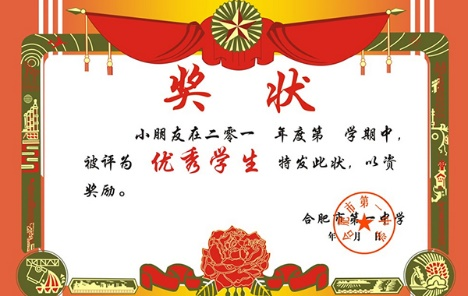 奖状
小朋友在二零一 年度第 学期中，
被评为 优秀学生 特发此状，以资
奖励。
合肥市第一中学
年 月 日